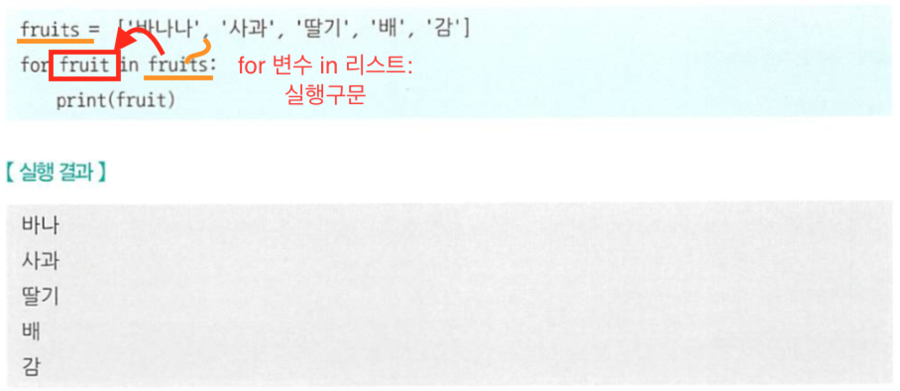 fruits = ['바나나', '사과', '딸기', '배', '감']
for fruit in fruits: for 변수 in 리스트:
print(fruit) 실행구문
【 실행 결과 】
바나
사과
딸기
배
감